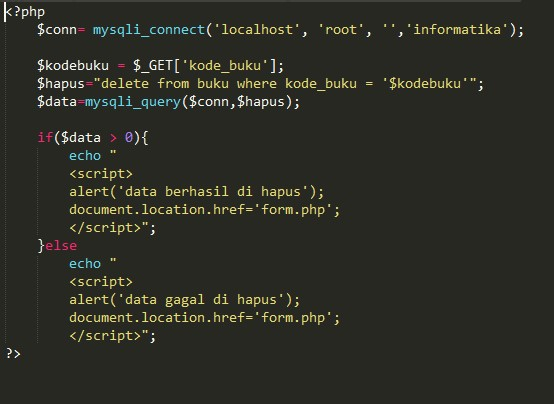 <?php
$conn= mysqli_connect('localhost', 'root', '','informatika');
$kodebuku = $_GET['kode_buku'];
$hapus="delete from buku where kode_buku = '$kodebuku'";
$data=mysqli_query($conn,$hapus);
if($data > 0){
echo "
<script>
alert('data berhasil di hapus');
document.location.href='form.php';
</script>";
}else
echo "
<script>
alert('data gagal di hapus');
document.location.href='form.php';
</script>";
?>